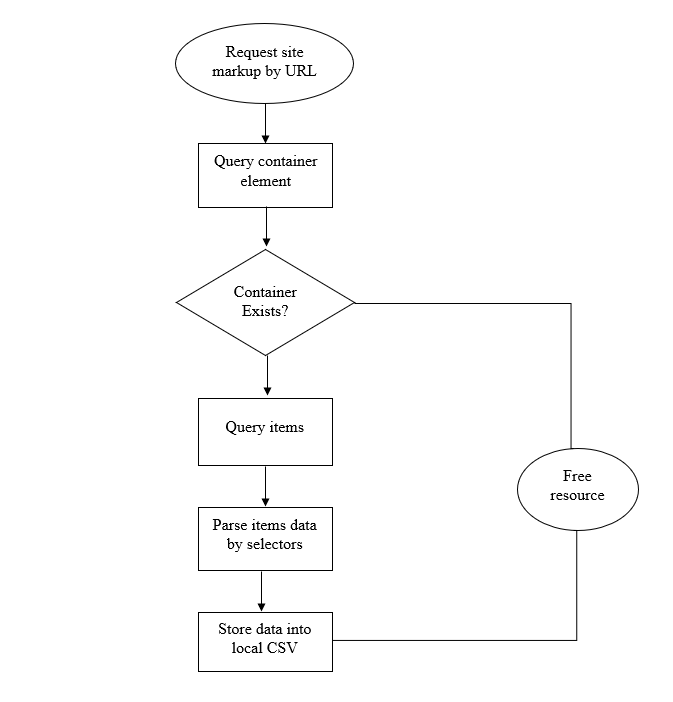 Request site
markup by URL
Query container
element
Container
Exists?
Query items
Free
resource
Parse items data
by selectors
Store data into
local CSV